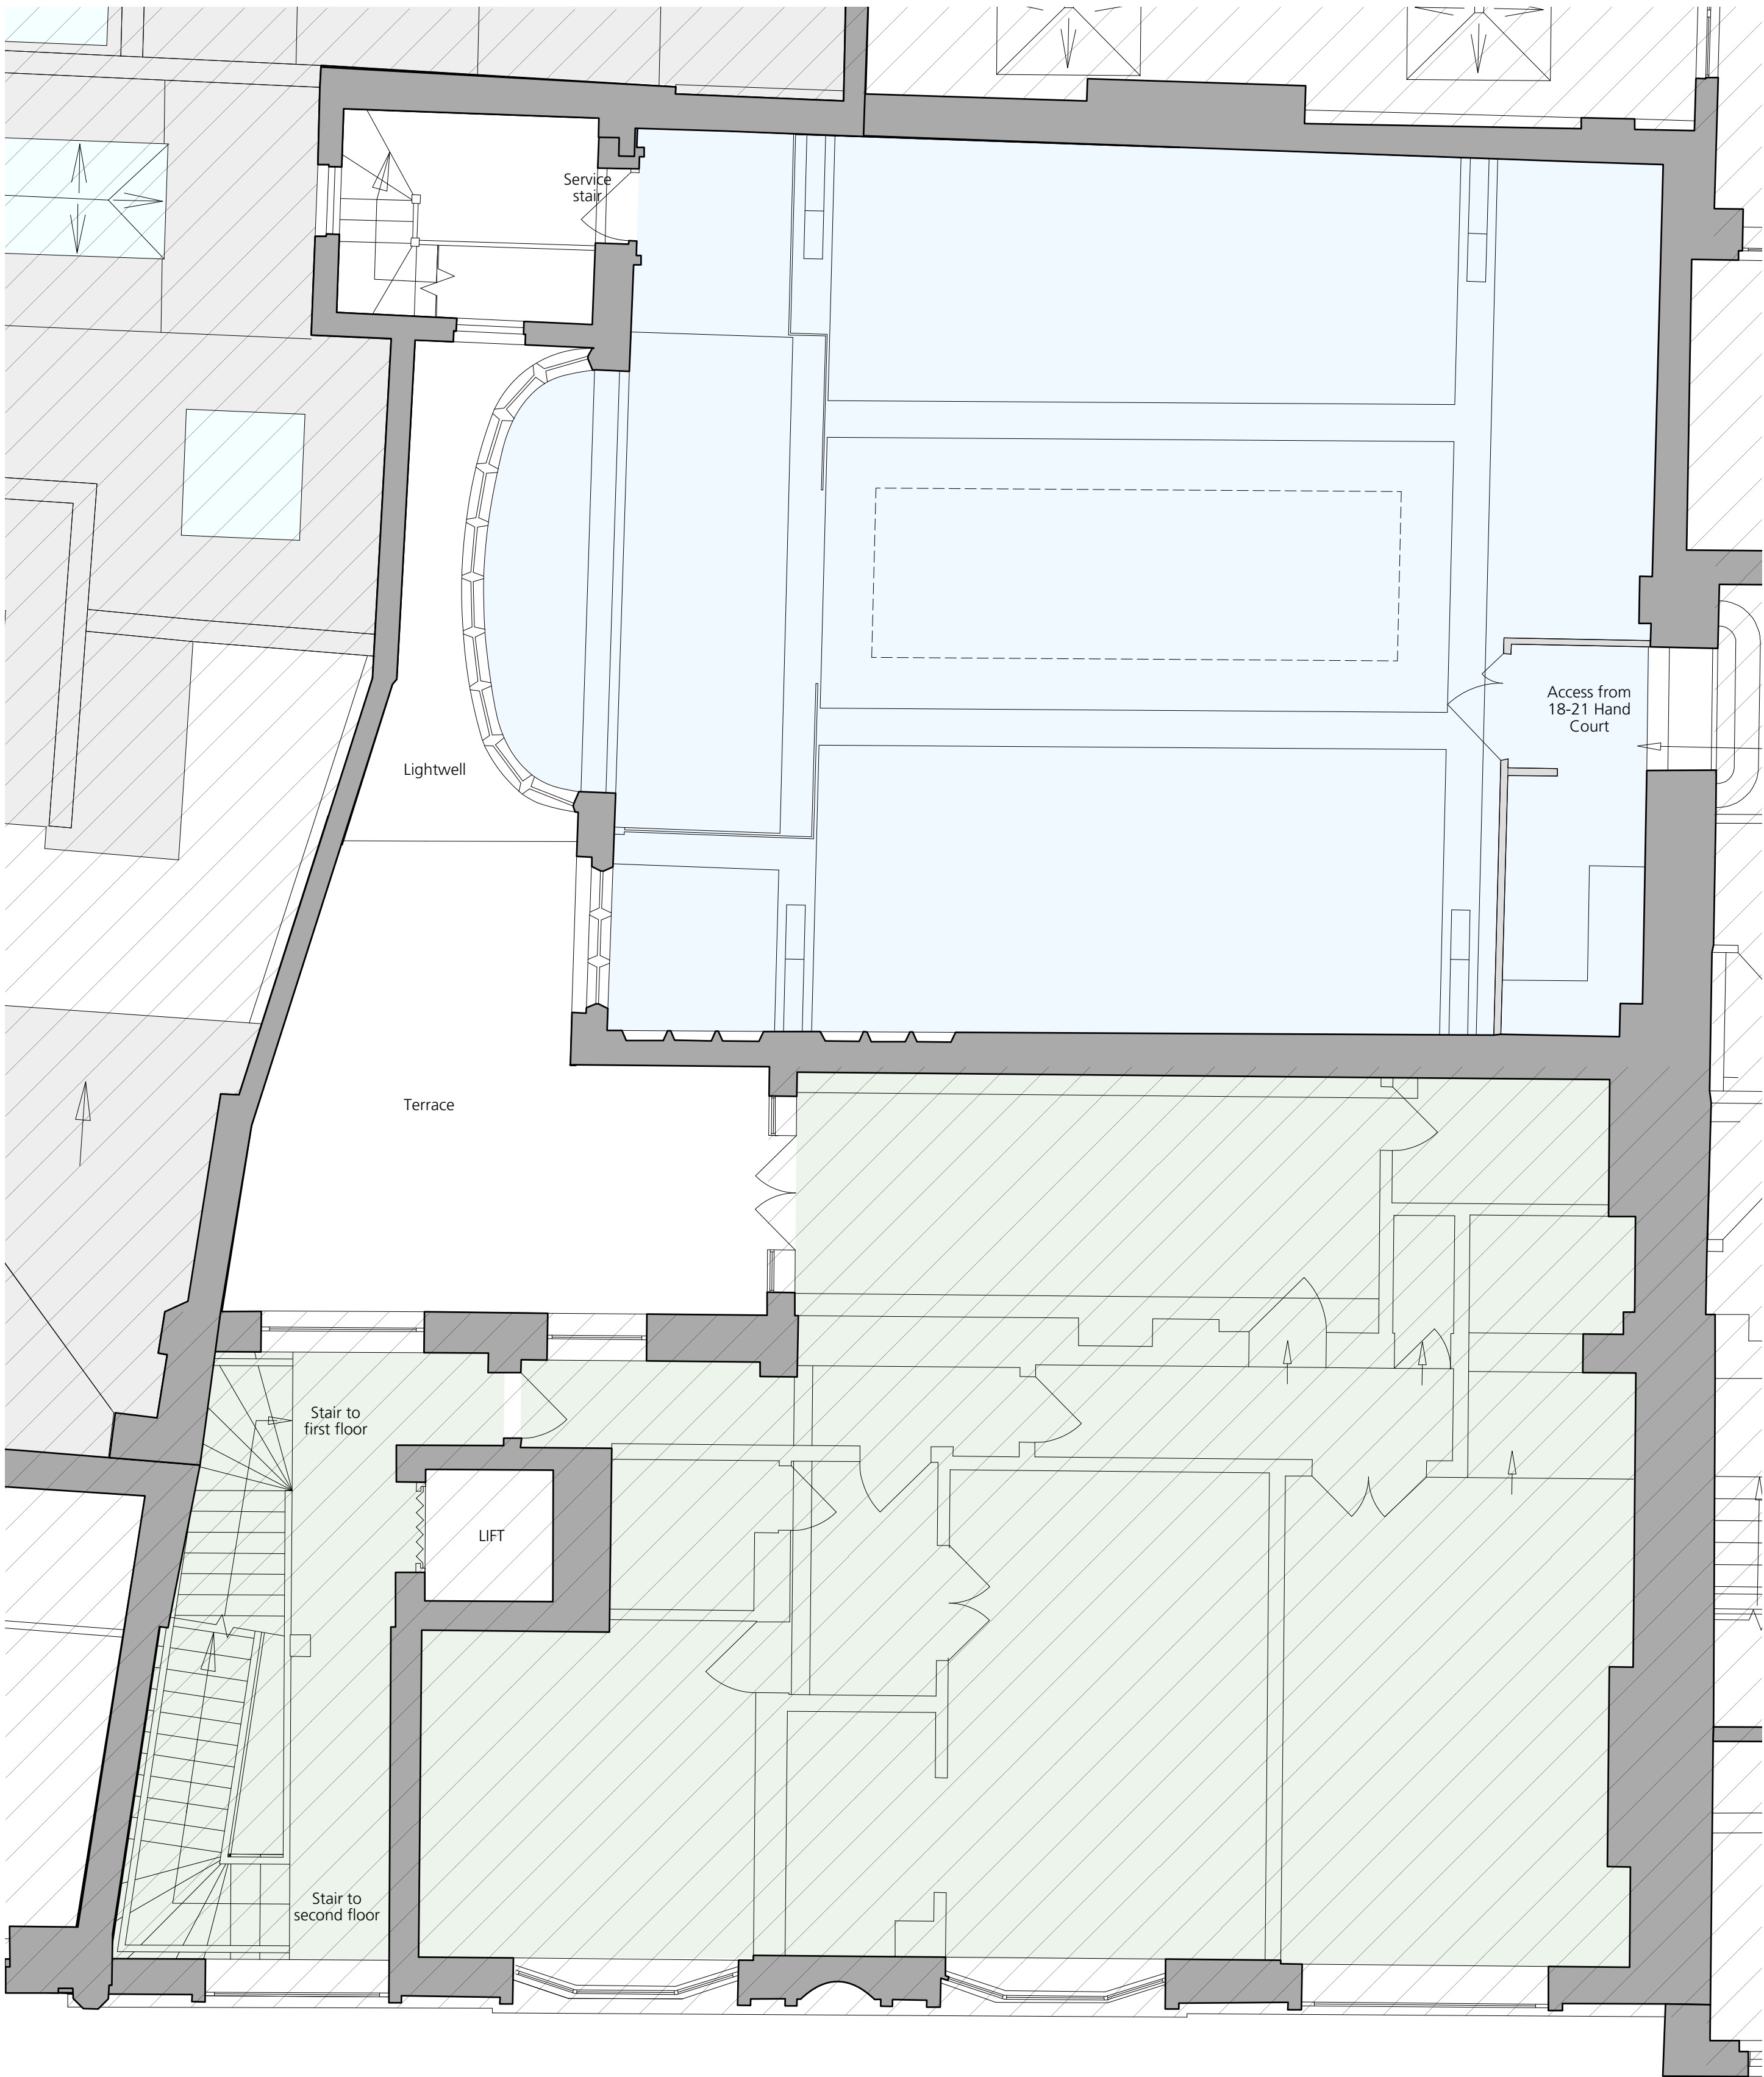 Service
stair
Access from
18-21 Hand
Court
Lightwell
Terrace
Stair to
first floor
LIFT
Stair to
second floor